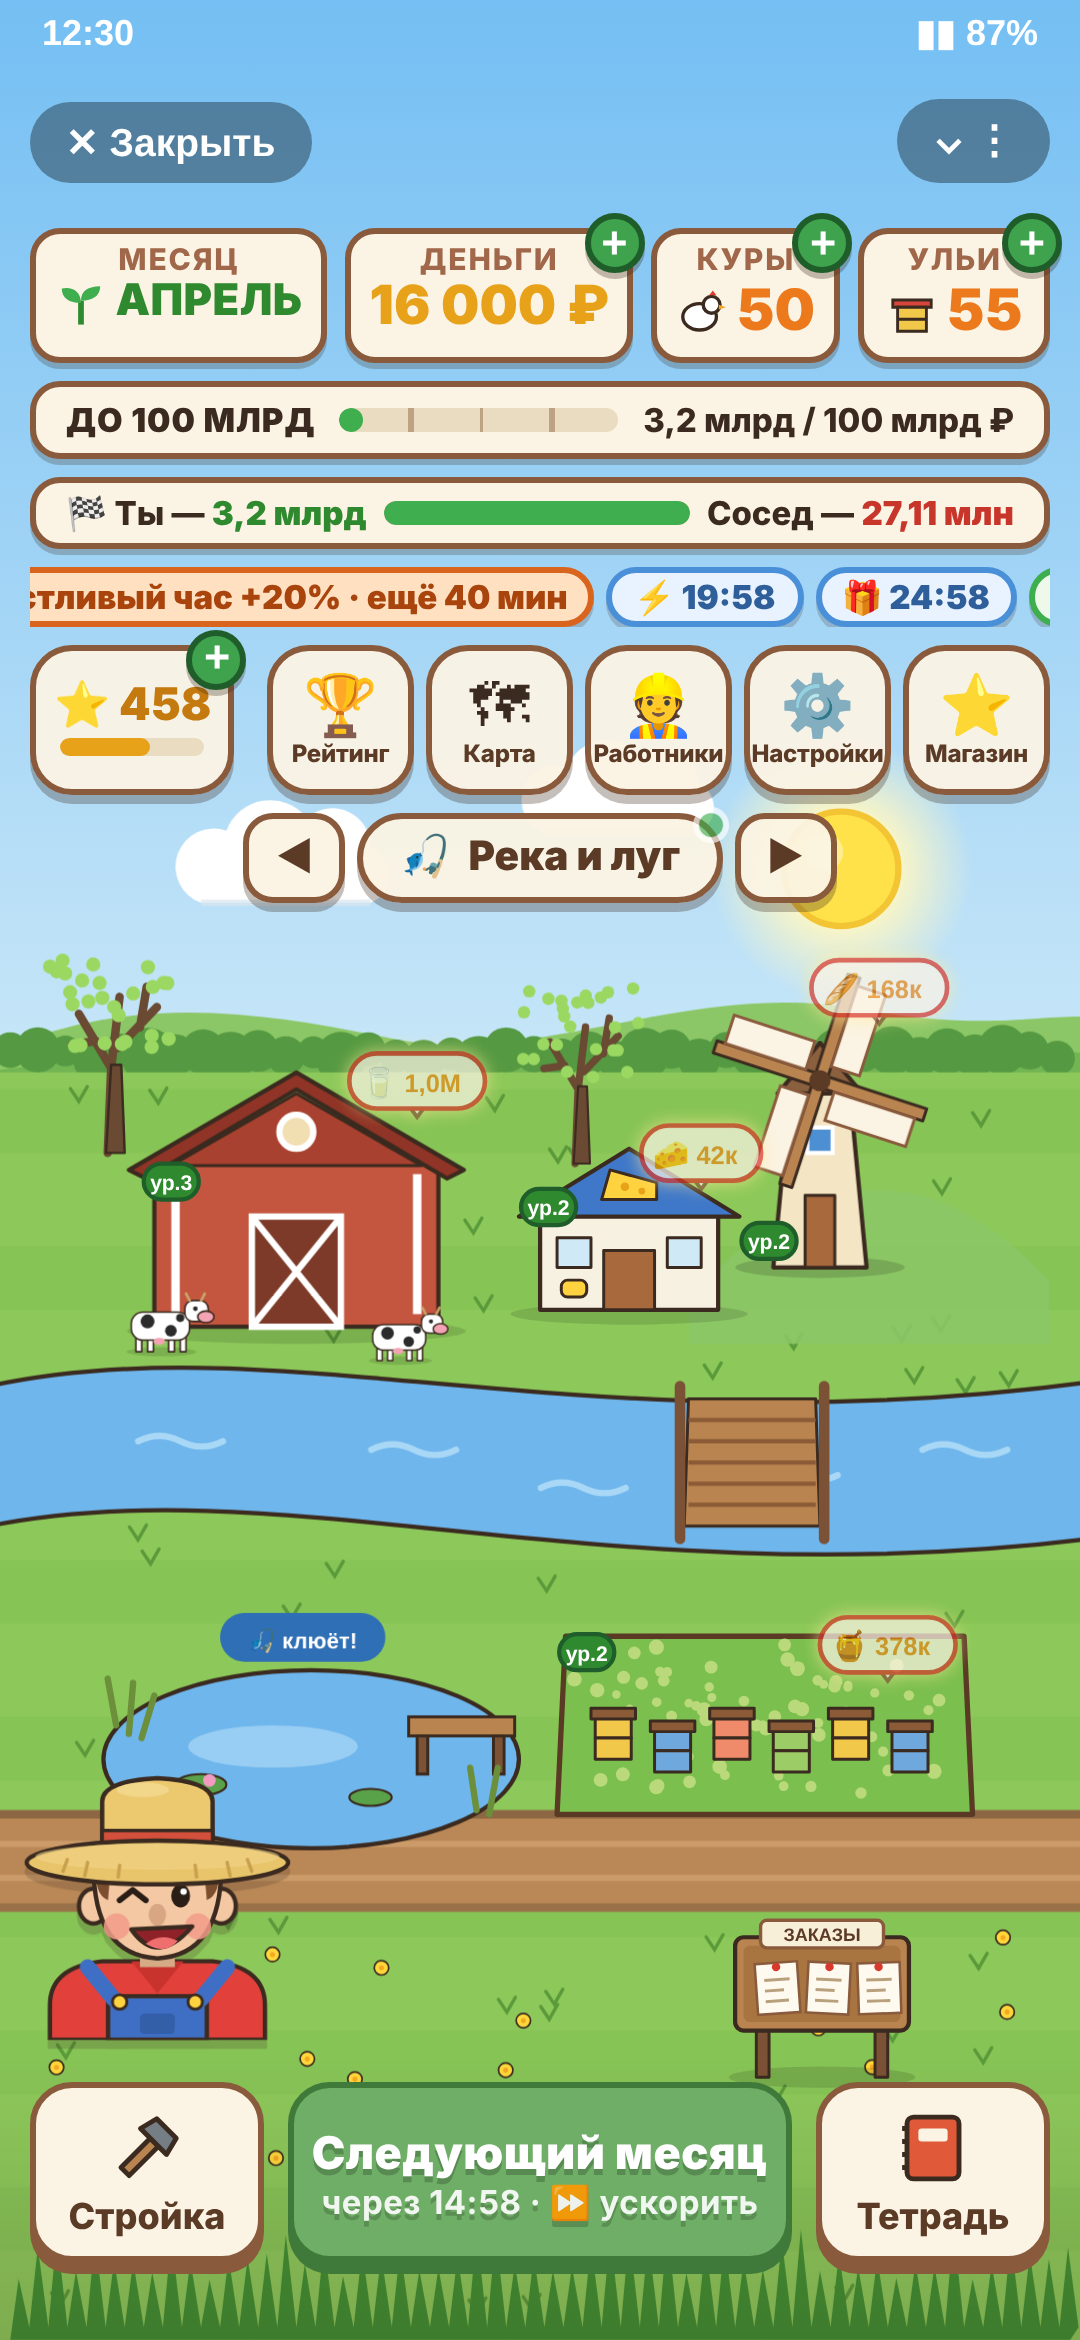 12:30
87%
✕ Закрыть
МЕСЯЦ
АПРЕЛЬ
ДЕНЬГИ
16 000 ₽
КУРЫ
50
УЛЬИ
55
ДО 100 МЛРД
3,2 млрд / 100 млрд ₽
Ты — 3,2 млрд
Сосед — 27,11 млн
стливый час +20% · ещё 40 мин
19:58
24:58
458
Рейтинг
Карта
Работники
Настройки
Магазин
Река и луг
168к
1,0М
42к
ур.3
ур.2
ур.2
клюёт!
ур.2
378к
ЗАКАЗЫ
Стройка
Следующий месяц
через 14:58 · ⏩ ускорить
Тетрадь